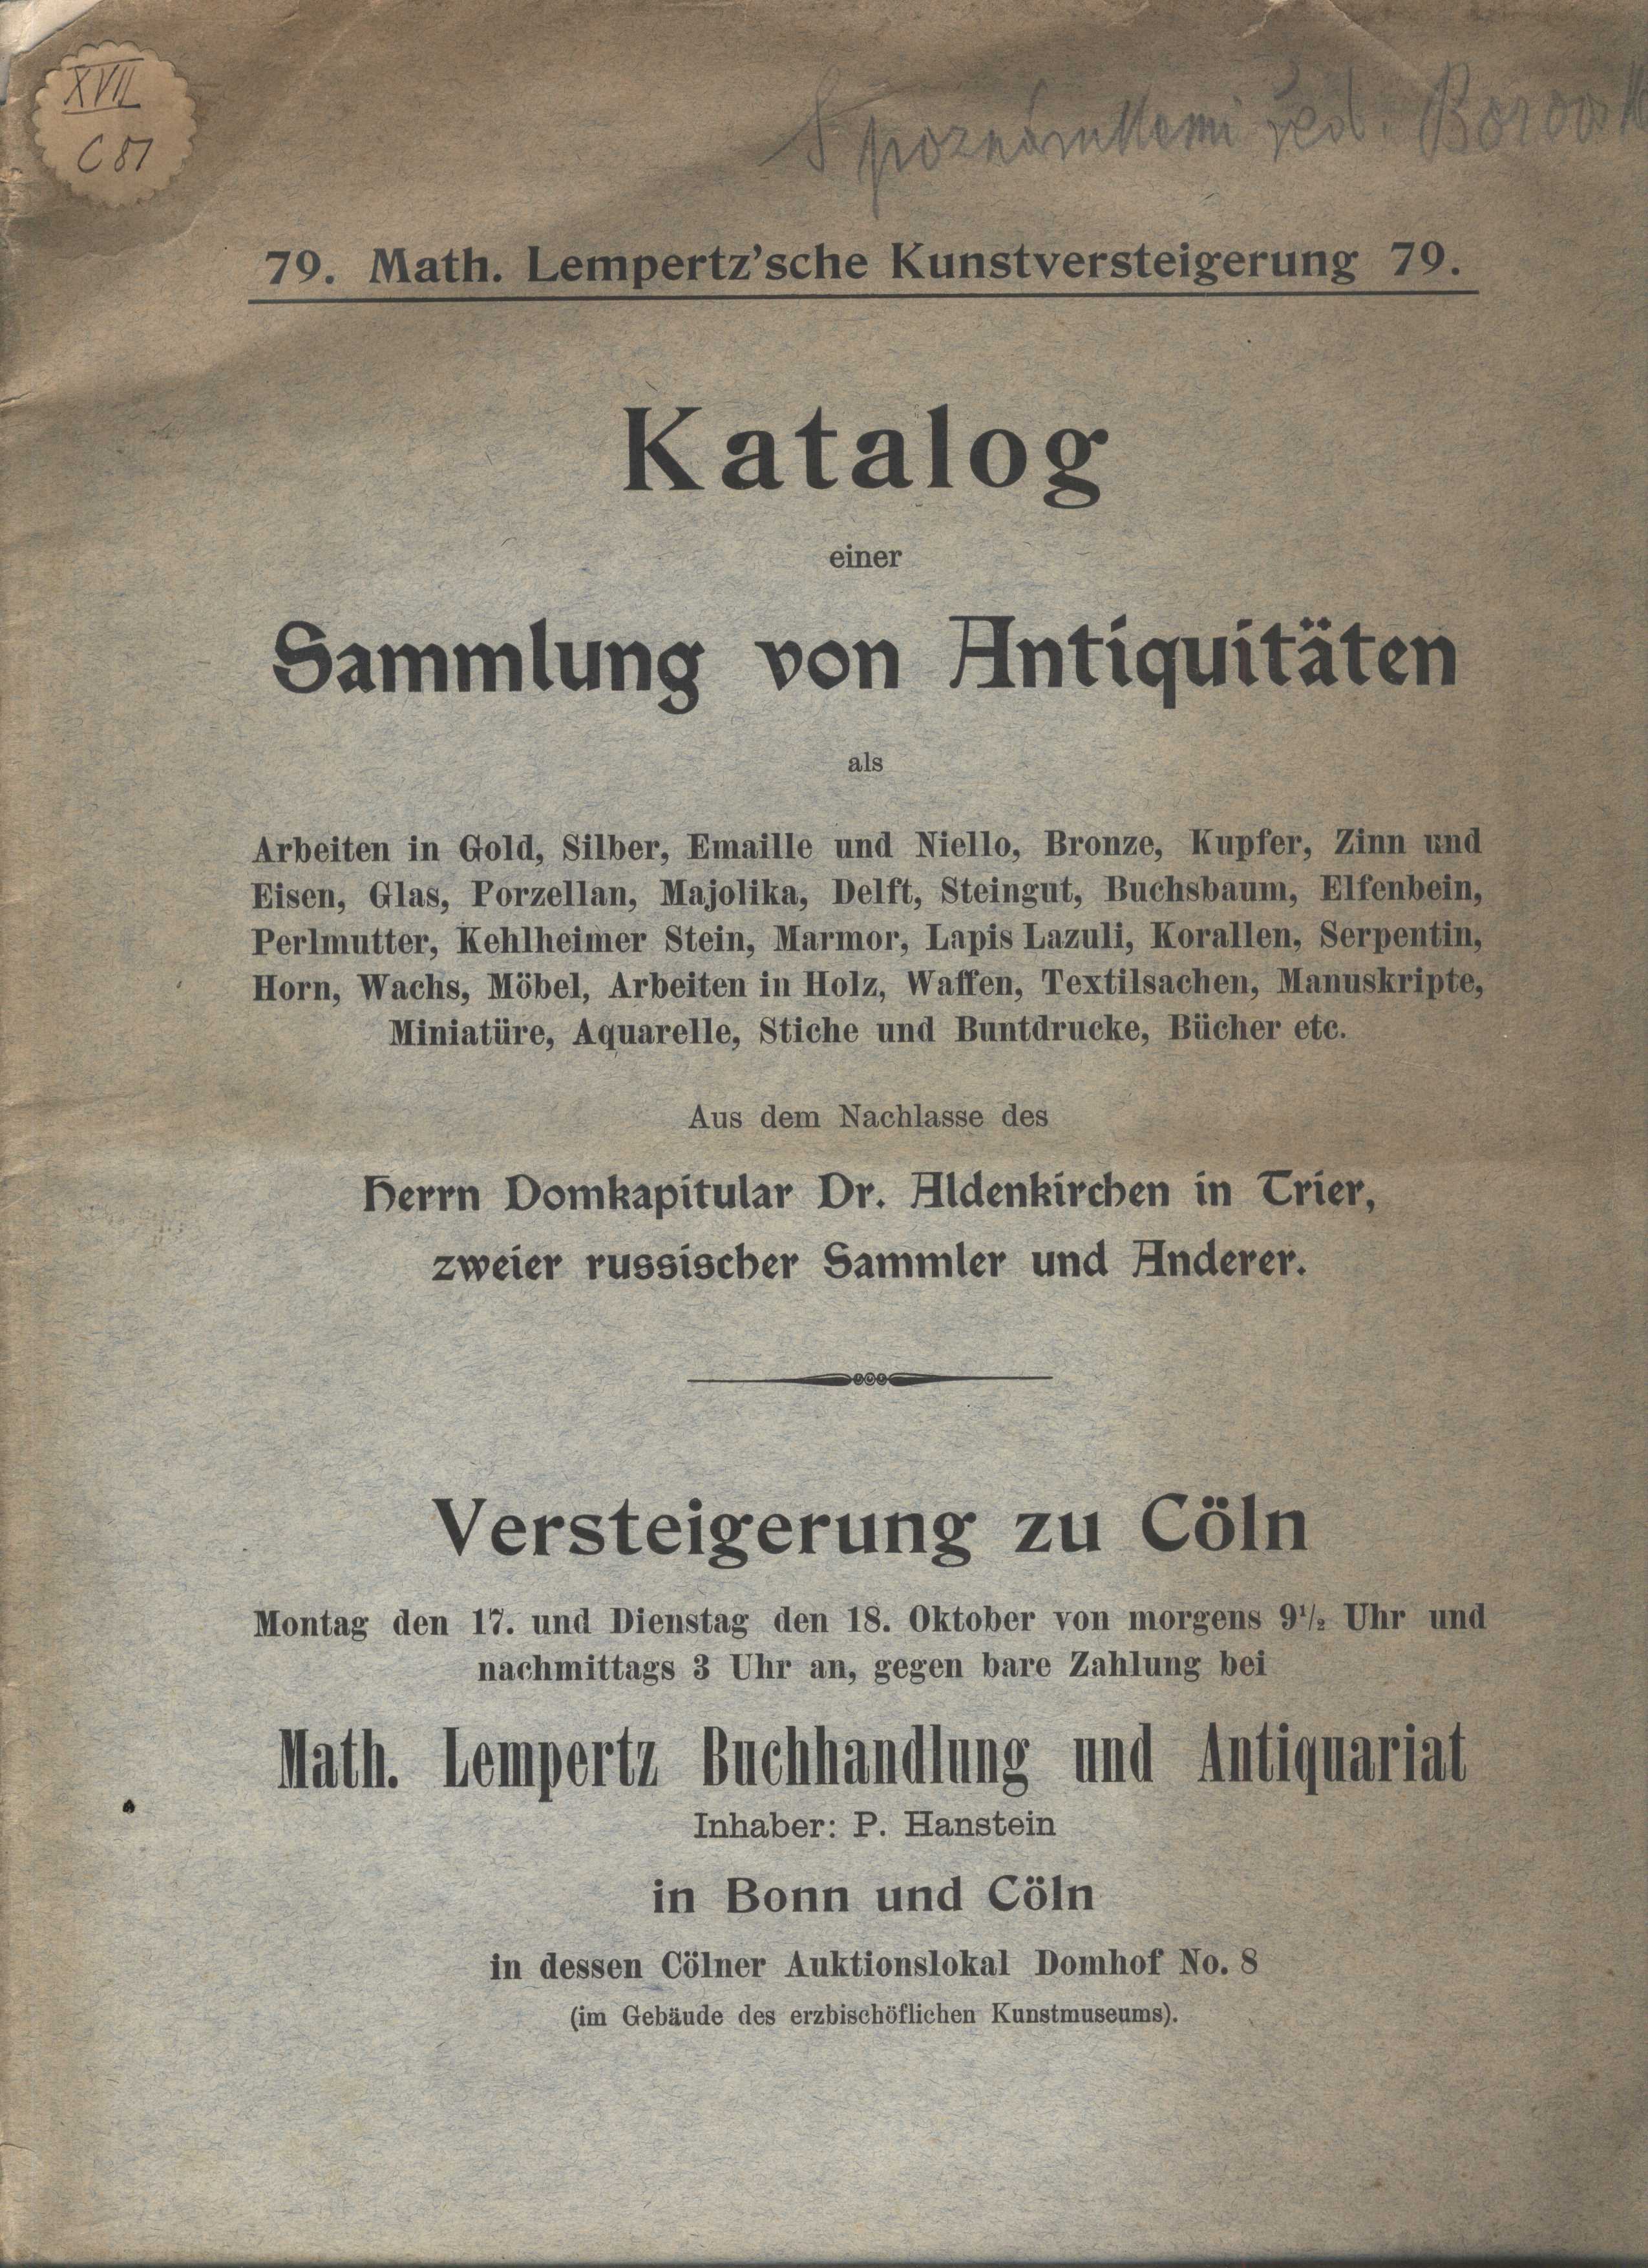 XVII
C 81
S poznámkami řed.
79. Math. Lempertz'sche Kunstversteigerung 79.
Katalog
einer
Sammlung von Antiquitäten
als
Arbeiten in Gold, Silber, Emaille und Niello, Bronze, Kupfer, Zinn und
Eisen, Glas, Porzellan, Majolika, Delft, Steingut, Buchsbaum, Elfenbein,
Perlmutter, Kehlheimer Stein, Marmor, Lapis Lazuli, Korallen, Serpentin,
Horn, Wachs, Möbel, Arbeiten in Holz, Waffen, Textilsachen, Manuskripte,
Miniatüre, Aquarelle, Stiche und Buntdrucke, Bücher etc.
Aus dem Nachlasse des
Herrn Domkapitular Dr. Aldenkirchen in Trier,
zweier russischer Sammler und Anderer.
Versteigerung zu Cöln
Montag den 17. und Dienstag den 18. Oktober von morgens 9½ Uhr und
nachmittags 3 Uhr an, gegen bare Zahlung bei
Math. Lempertz Buchhandlung und Antiquariat
Inhaber: P. Hanstein
in Bonn und Cöln
in dessen Cölner Auktionslokal Domhof No. 8
(im Gebäude des erzbischöflichen Kunstmuseums).